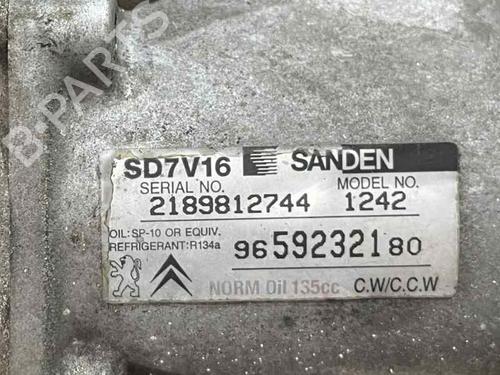 B-PARTS
SD7V16 SANDEN
SERIAL NO. MODEL NO.
2189812744 1242
OIL:SP-10 OR EQUIV.
REFRIGERANT:R134a
9659232180
NORM Oil 135cc C.W/C.C.W